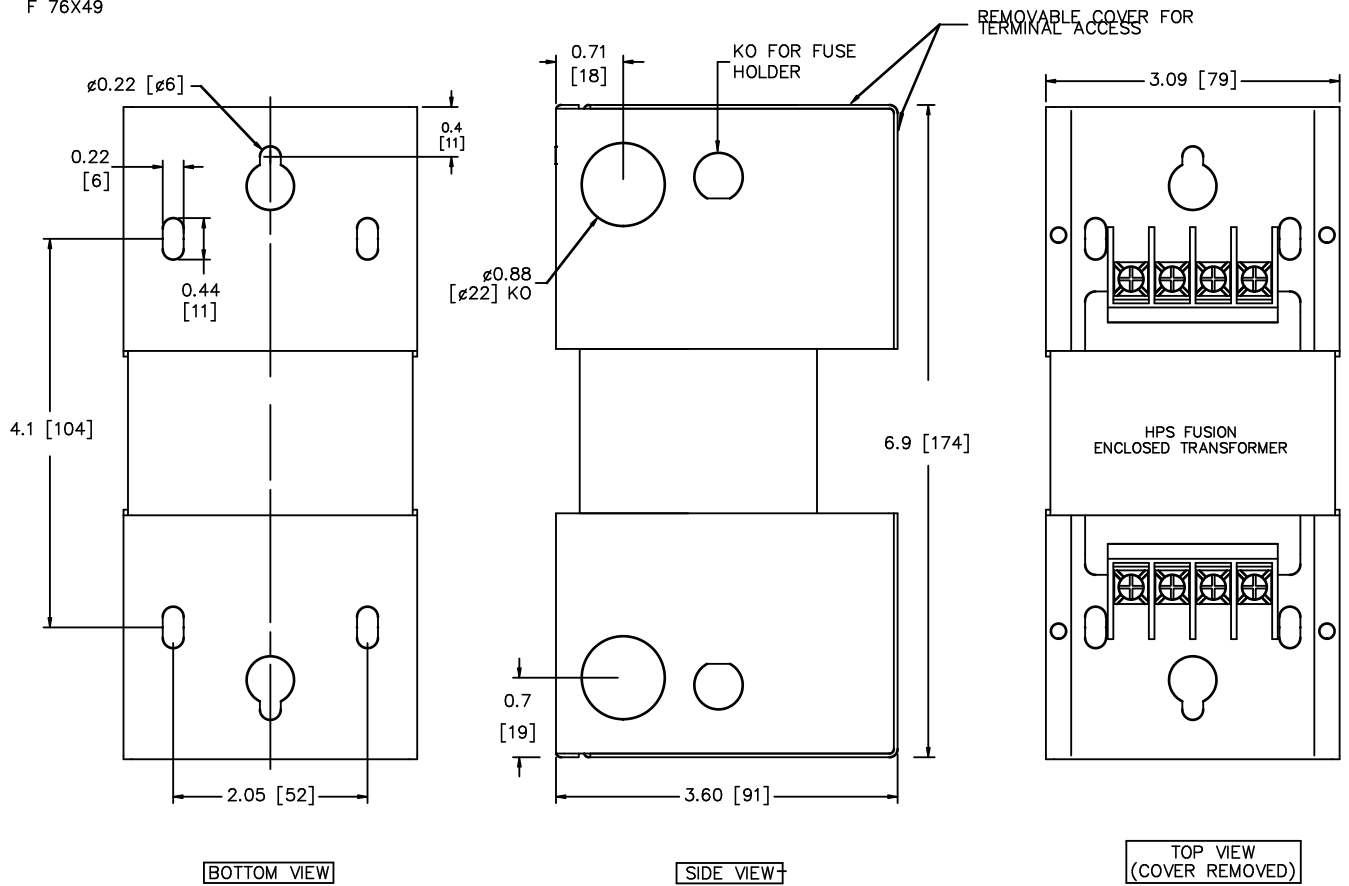 F 76X49
REMOVABLE COVER FOR
TERMINAL ACCESS
0.71
[18]
KO FOR FUSE
HOLDER
ø0.22 [ø6]
3.09 [79]
0.4
[11]
0.22
[6]
ø0.88
[ø22] KO
0.44
[11]
4.1 [104]
6.9 [174]
HPS FUSION
ENCLOSED TRANSFORMER
0.7
[19]
2.05 [52]
3.60 [91]
BOTTOM VIEW
SIDE VIEW
TOP VIEW
(COVER REMOVED)